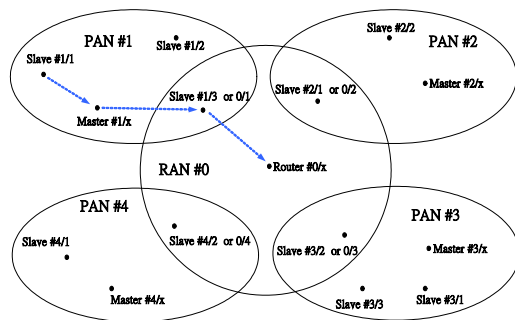 PAN #1
Slave #1/2
Slave #1/1
Slave #1/3 or 0/1
Master #1/x
Slave #2/2
PAN #2
Slave #2/1 or 0/2
Master #2/x
RAN #0
Router #0/x
PAN #4
Slave #4/1
Slave #4/2 or 0/4
Master #4/x
PAN #3
Slave #3/2 or 0/3
Master #3/x
Slave #3/3
Slave #3/1